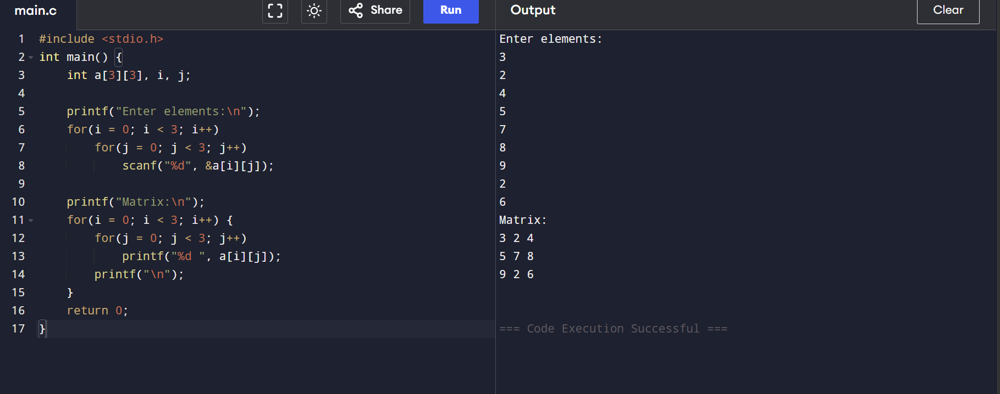 main.c Share Run Output Clear
1 #include <stdio.h>
2 int main() {
3     int a[3][3], i, j;
4
5     printf("Enter elements:\n");
6     for(i = 0; i < 3; i++)
7         for(j = 0; j < 3; j++)
8             scanf("%d", &a[i][j]);
9
10     printf("Matrix:\n");
11     for(i = 0; i < 3; i++) {
12         for(j = 0; j < 3; j++)
13             printf("%d ", a[i][j]);
14         printf("\n");
15     }
16     return 0;
17 }
Enter elements:
3
2
4
5
7
8
9
2
6
Matrix:
3 2 4
5 7 8
9 2 6
=== Code Execution Successful ===